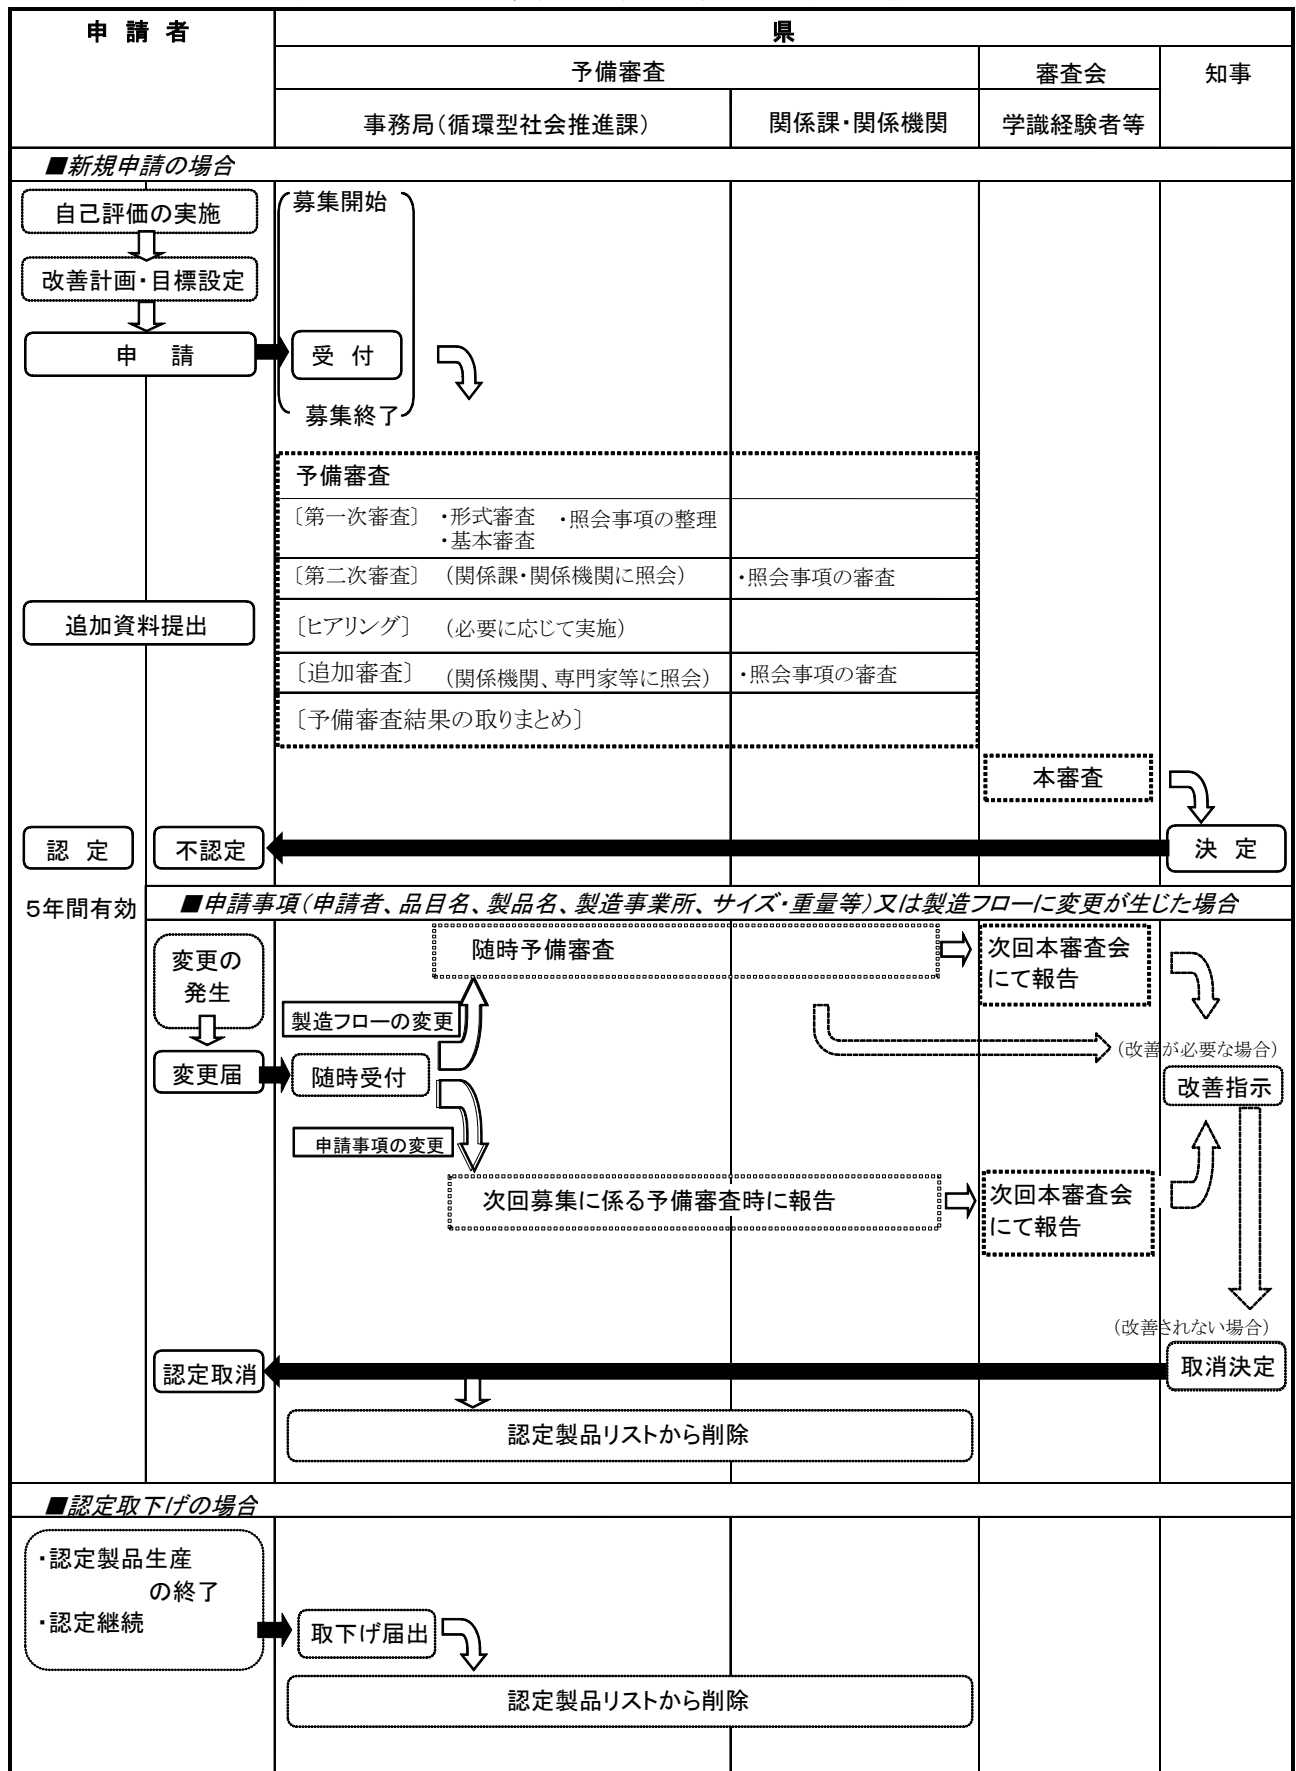 申 請 者
県
予備審査
審査会
知事
事務局（循環型社会推進課）
関係課・関係機関
学識経験者等
■新規申請の場合
自己評価の実施
募集開始
改善計画・目標設定
申 請
受 付
募集終了
予備審査
〔第一次審査〕 ・形式審査 ・照会事項の整理
・基本審査
〔第二次審査〕 （関係課・関係機関に照会） ・照会事項の審査
追加資料提出
〔ヒアリング〕 （必要に応じて実施）
〔追加審査〕 （関係機関、専門家等に照会） ・照会事項の審査
〔予備審査結果の取りまとめ〕
本審査
認 定
不認定
決 定
5年間有効
■申請事項（申請者、品目名、製品名、製造事業所、サイズ・重量等）又は製造フローに変更が生じた場合
変更の
発生
随時予備審査
次回本審査会
にて報告
製造フローの変更
（改善が必要な場合）
変更届
随時受付
改善指示
申請事項の変更
次回募集に係る予備審査時に報告
次回本審査会
にて報告
（改善されない場合）
認定取消
取消決定
認定製品リストから削除
■認定取下げの場合
・認定製品生産
の終了
・認定継続
取下げ届出
認定製品リストから削除